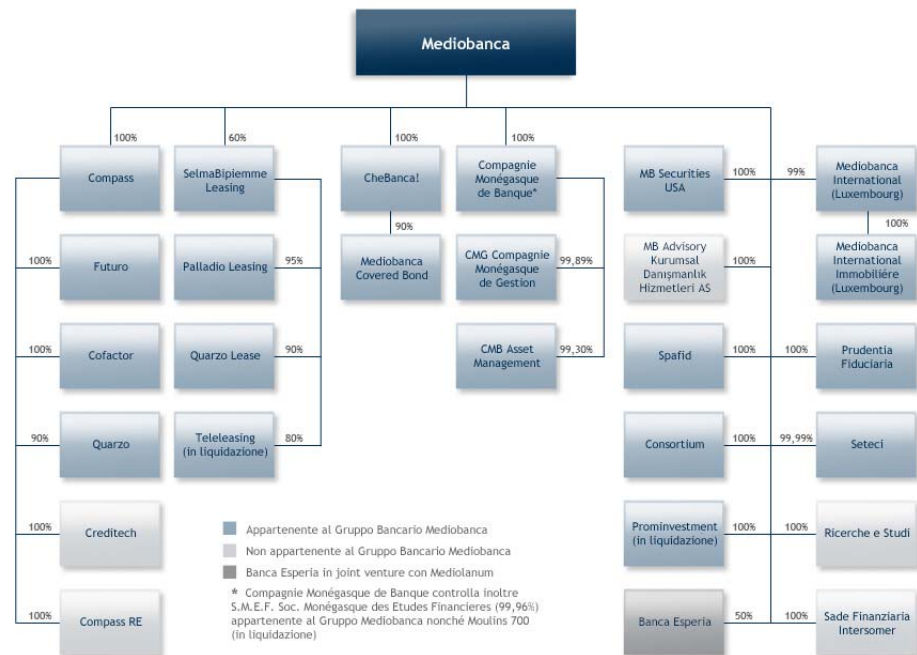 Mediobanca
100%
60%
100%
100%
Compass
SelmaBipiemme
Leasing
CheBanca!
Compagnie
Monégasque
de Banque*
MB Securities
USA
100%
99%
Mediobanca
International
(Luxembourg)
100%
90%
100%
Futuro
Palladio Leasing
95%
Mediobanca
Covered Bond
CMG Compagnie
Monégasque
de Gestion
99,89%
MB Advisory
Kurumsal
Danışmanlık
Hizmetleri AS
100%
Mediobanca
International
Immobiliére
(Luxembourg)
100%
Cofactor
Quarzo Lease
90%
CMB Asset
Management
99,30%
Spafid
100%
100%
Prudentia
Fiduciaria
90%
Quarzo
Teleleasing
(in liquidazione)
80%
Consortium
100%
99,99%
Seteci
100%
Creditech
Prominvestment
(in liquidazione)
100%
100%
Ricerche e Studi
100%
Compass RE
Banca Esperia
50%
100%
Sade Finanziaria
Intersomer
Appartenente al Gruppo Bancario Mediobanca
Non appartenente al Gruppo Bancario Mediobanca
Banca Esperia in joint venture con Mediolanum
* Compagnie Monégasque de Banque controlla inoltre
S.M.E.F. Soc. Monégasque des Etudes Financieres (99,96%)
appartenente al Gruppo Mediobanca nonché Moulins 700
(in liquidazione)